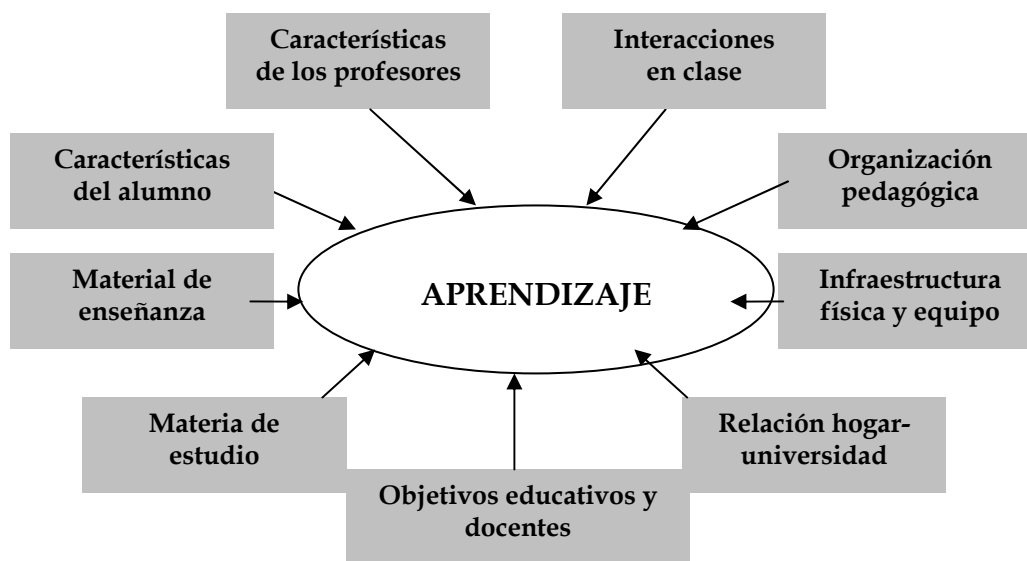 Características
de los profesores
Interacciones
en clase
Características
del alumno
Organización
pedagógica
Material de
enseñanza
APRENDIZAJE
Infraestructura
física y equipo
Materia de
estudio
Relación hogar-
universidad
Objetivos educativos y
docentes